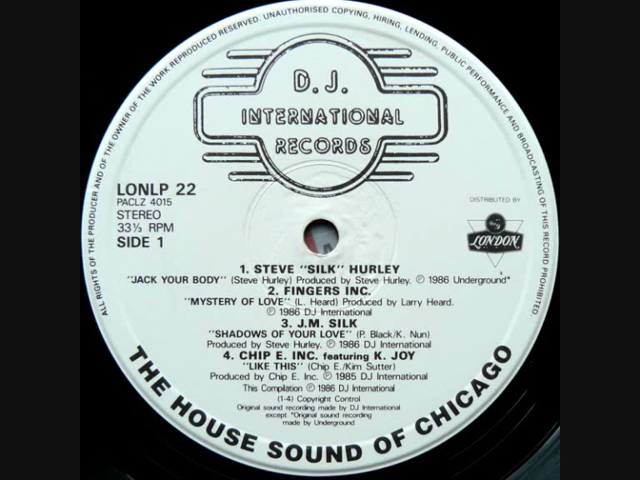 ALL RIGHTS OF THE PRODUCER AND OF THE OWNER OF THE WORK REPRODUCED RESERVED. UNAUTHORISED COPYING, HIRING, LENDING, PUBLIC PERFORMANCE AND BROADCASTING OF THIS RECORD PROHIBITED.
D.J.
INTERNATIONAL
RECORDS
LONLP 22
PACLZ 4015
STEREO
33⅓ RPM
SIDE 1
DISTRIBUTED BY
LONDON
1. STEVE "SILK" HURLEY
"JACK YOUR BODY" (Steve Hurley) Produced by Steve Hurley. ℗ 1986 Underground*
2. FINGERS INC.
"MYSTERY OF LOVE" (L. Heard) Produced by Larry Heard.
℗ 1986 DJ International
3. J.M. SILK
"SHADOWS OF YOUR LOVE" (P. Black/K. Nun)
Produced by Steve Hurley. ℗ 1986 DJ International
4. CHIP E. INC. featuring K. JOY
"LIKE THIS" (Chip E./Kim Sutter)
Produced by Chip E. Inc. ℗ 1985 DJ International
This Compilation ℗ 1986 DJ International
(1-4) Copyright Control
Original sound recording made by DJ International
except *Original sound recording
made by Underground
THE HOUSE SOUND OF CHICAGO